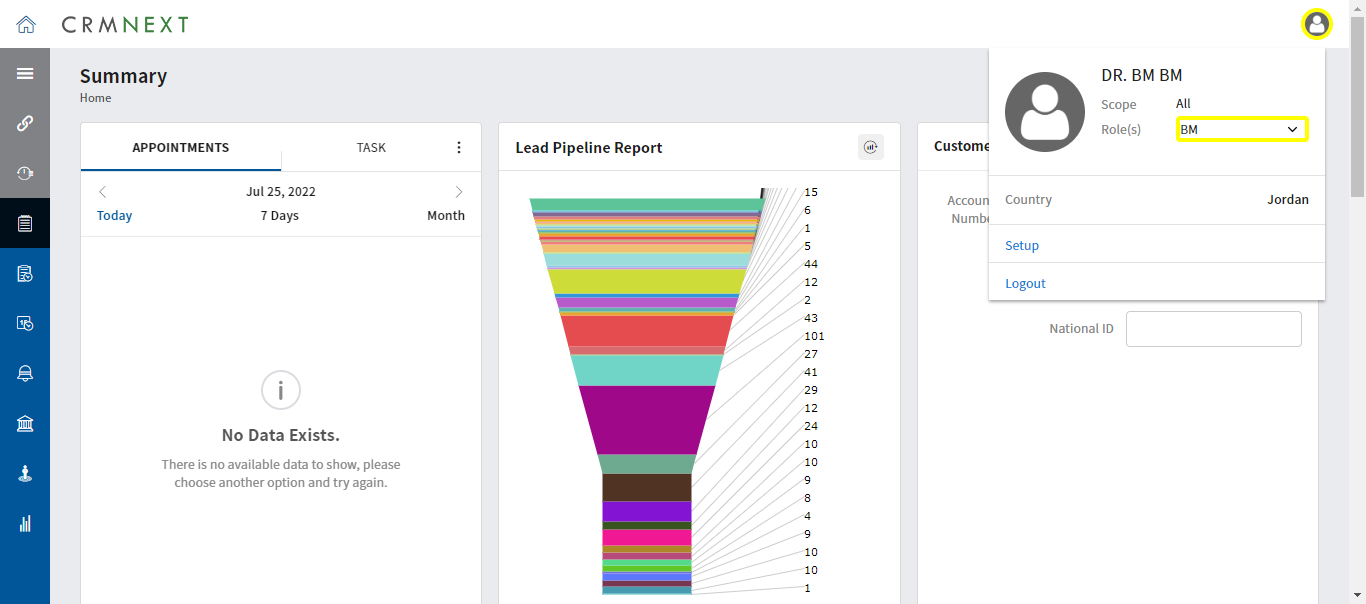 CRMNEXT
Summary
Home
DR. BM BM
Scope All
Role(s) BM
Country Jordan
Setup
Logout
APPOINTMENTS TASK
Jul 25, 2022
Today 7 Days Month
No Data Exists.
There is no available data to show, please
choose another option and try again.
Lead Pipeline Report
15
6
1
5
44
12
2
43
101
27
41
29
12
24
10
10
9
8
4
9
10
10
1
Custome
Accoun
Numbe
National ID